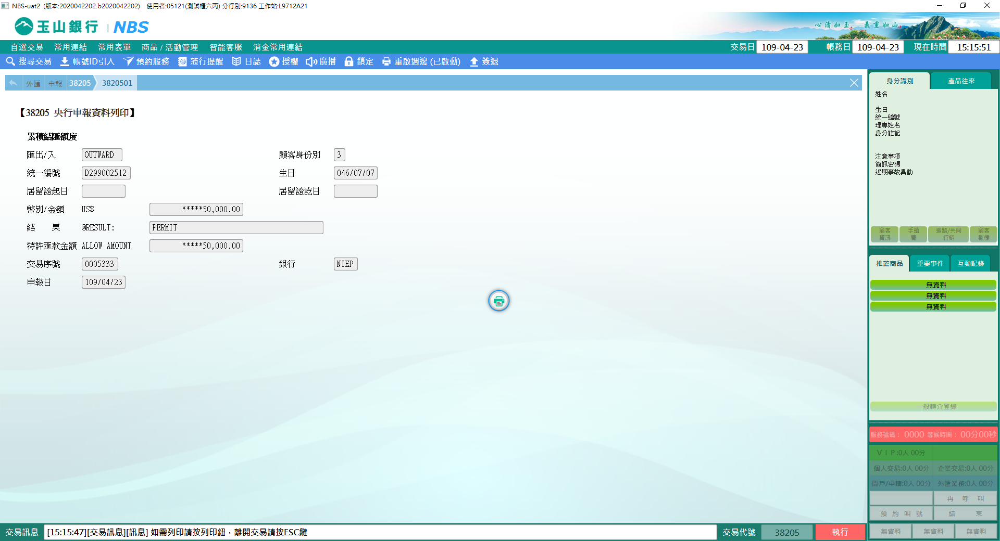 NBS-uat2 (版本:2020042202.b2020042202) 使用者:05121(測試櫃六丙) 分行別:9136 工作站:L9712A21
玉山銀行 | NBS
心清如玉 義重如山
自選交易 常用連結 常用表單 商品 / 活動管理 智能客服 消金常用連結 交易日 109-04-23 帳務日 109-04-23 現在時間 15:15:51
搜尋交易 帳號ID引入 預約服務 蒞行提醒 日誌 授權 廣播 鎖定 重啟週邊 (已啟動) 簽退
外匯 申報 38205 3820501
【38205 央行申報資料列印】
累積結匯額度
匯出/入 OUTWARD 顧客身份別 3
統一編號 D299002512 生日 046/07/07
居留證起日 居留證訖日
幣別/金額 US$ *****50,000.00
結 果 @RESULT: PERMIT
特許匯款金額 ALLOW AMOUNT *****50,000.00
交易序號 0005333 銀行 NIEP
申報日 109/04/23
身分識別 產品往來
姓名
生日
統一編號
理專姓名
身分註記
注意事項
簡訊密碼
近期事故異動
顧客資訊 手續費 通路/共同行銷 顧客影像
推薦商品 重要事件 互動記錄
無資料
無資料
無資料
一般轉介登錄
服務號碼： 0000 等候時間： 00分00秒
ＶＩＰ:0人 00分
個人交易:0人 00分 企業交易:0人 00分
開戶/申請:0人 00分 外匯業務:0人 00分
再 呼 叫
預 約 叫 號 結 束
無資料 無資料 無資料
交易訊息 [15:15:47][交易訊息][訊息] 如需列印請按列印鈕，離開交易請按ESC鍵 交易代號 38205 執行